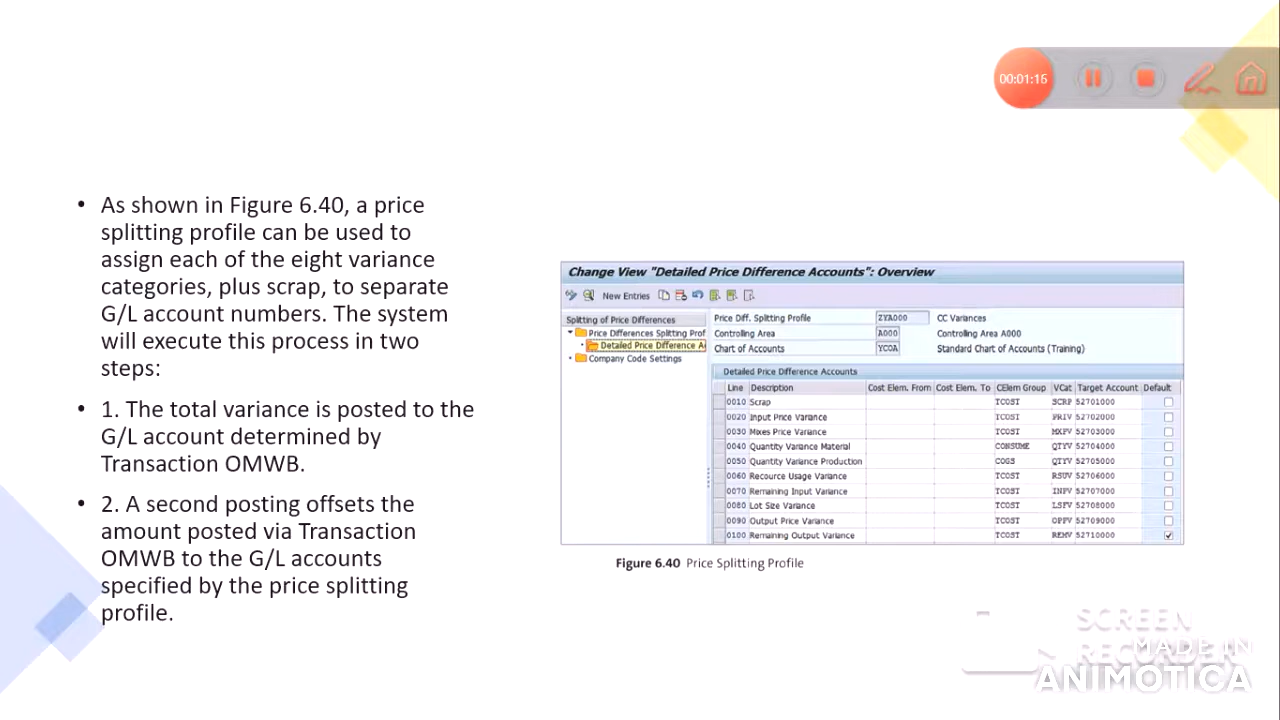 00:01:15
• As shown in Figure 6.40, a price
splitting profile can be used to
assign each of the eight variance
categories, plus scrap, to separate
G/L account numbers. The system
will execute this process in two
steps:
• 1. The total variance is posted to the
G/L account determined by
Transaction OMWB.
• 2. A second posting offsets the
amount posted via Transaction
OMWB to the G/L accounts
specified by the price splitting
profile.
Change View "Detailed Price Difference Accounts": Overview
New Entries
Splitting of Price Differences
Price Differences Splitting Prof
Detailed Price Difference A
Company Code Settings
Price Diff. Splitting Profile ZYA000 CC Variances
Controlling Area A000 Controlling Area A000
Chart of Accounts YCOA Standard Chart of Accounts (Training)
Detailed Price Difference Accounts
Line Description Cost Elem. From Cost Elem. To CElem Group VCat Target Account Default
0010 Scrap TCOST SCRP 52701000
0020 Input Price Variance TCOST PRIV 52702000
0030 Mixes Price Variance TCOST MXPV 52703000
0040 Quantity Variance Material CONSUME QTYV 52704000
0050 Quantity Variance Production COGS QTYV 52705000
0060 Recource Usage Variance TCOST RSUV 52706000
0070 Remaining Input Variance TCOST INPV 52707000
0080 Lot Size Variance TCOST LSFV 52708000
0090 Output Price Variance TCOST OPPV 52709000
0100 Remaining Output Variance TCOST REMV 52710000
Figure 6.40 Price Splitting Profile
SCREEN
RECORDER
MADE IN
ANIMOTICA